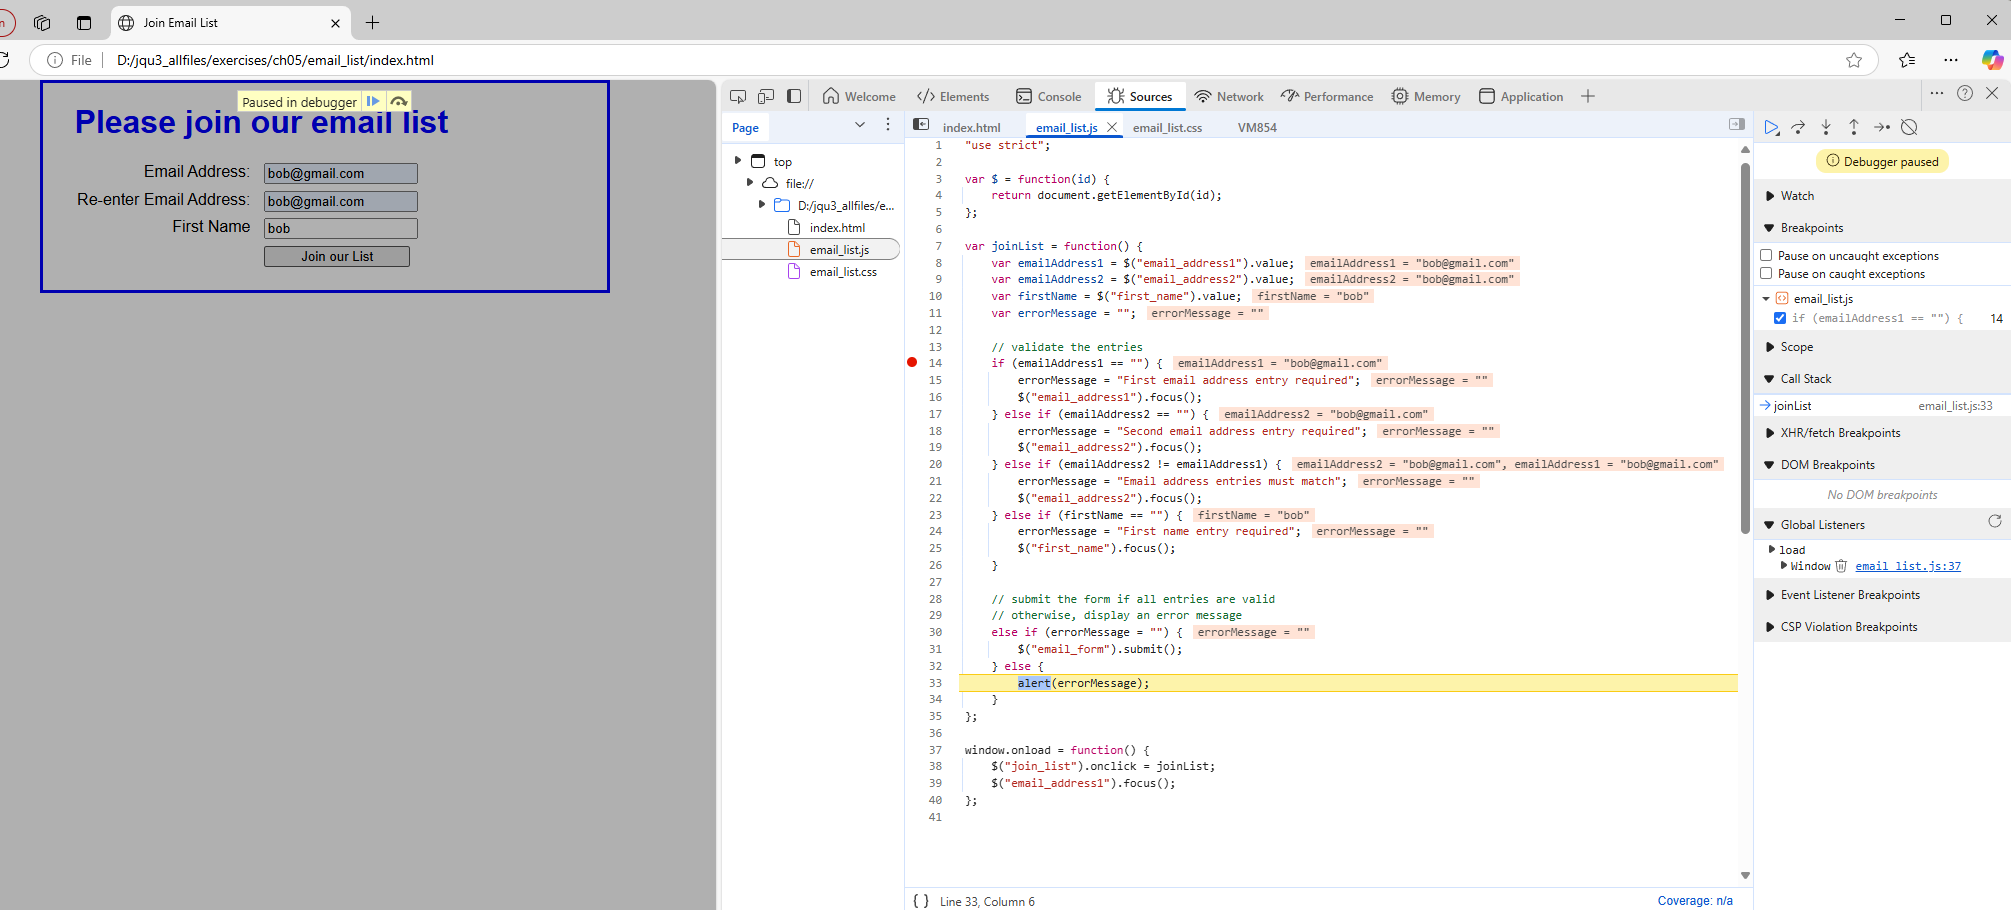 n
Join Email List
File
D:/jqu3_allfiles/exercises/ch05/email_list/index.html
Paused in debugger
Please join our email list
Email Address:
bob@gmail.com
Re-enter Email Address:
bob@gmail.com
First Name
bob
Join our List
Welcome
Elements
Console
Sources
Network
Performance
Memory
Application
Page
top
file://
D:/jqu3_allfiles/e...
index.html
email_list.js
email_list.css
index.html
email_list.js
email_list.css
VM854
1 "use strict";
2
3 var $ = function(id) {
4 return document.getElementById(id);
5 };
6
7 var joinList = function() {
8 var emailAddress1 = $("email_address1").value; emailAddress1 = "bob@gmail.com"
9 var emailAddress2 = $("email_address2").value; emailAddress2 = "bob@gmail.com"
10 var firstName = $("first_name").value; firstName = "bob"
11 var errorMessage = ""; errorMessage = ""
12
13 // validate the entries
14 if (emailAddress1 == "") { emailAddress1 = "bob@gmail.com"
15 errorMessage = "First email address entry required"; errorMessage = ""
16 $("email_address1").focus();
17 } else if (emailAddress2 == "") { emailAddress2 = "bob@gmail.com"
18 errorMessage = "Second email address entry required"; errorMessage = ""
19 $("email_address2").focus();
20 } else if (emailAddress2 != emailAddress1) { emailAddress2 = "bob@gmail.com", emailAddress1 = "bob@gmail.com"
21 errorMessage = "Email address entries must match"; errorMessage = ""
22 $("email_address2").focus();
23 } else if (firstName == "") { firstName = "bob"
24 errorMessage = "First name entry required"; errorMessage = ""
25 $("first_name").focus();
26 }
27
28 // submit the form if all entries are valid
29 // otherwise, display an error message
30 else if (errorMessage = "") { errorMessage = ""
31 $("email_form").submit();
32 } else {
33 alert(errorMessage);
34 }
35 };
36
37 window.onload = function() {
38 $("join_list").onclick = joinList;
39 $("email_address1").focus();
40 };
41
{ } Line 33, Column 6
Coverage: n/a
Debugger paused
Watch
Breakpoints
Pause on uncaught exceptions
Pause on caught exceptions
email_list.js
if (emailAddress1 == "") { 14
Scope
Call Stack
joinList email_list.js:33
XHR/fetch Breakpoints
DOM Breakpoints
No DOM breakpoints
Global Listeners
load
Window email_list.js:37
Event Listener Breakpoints
CSP Violation Breakpoints